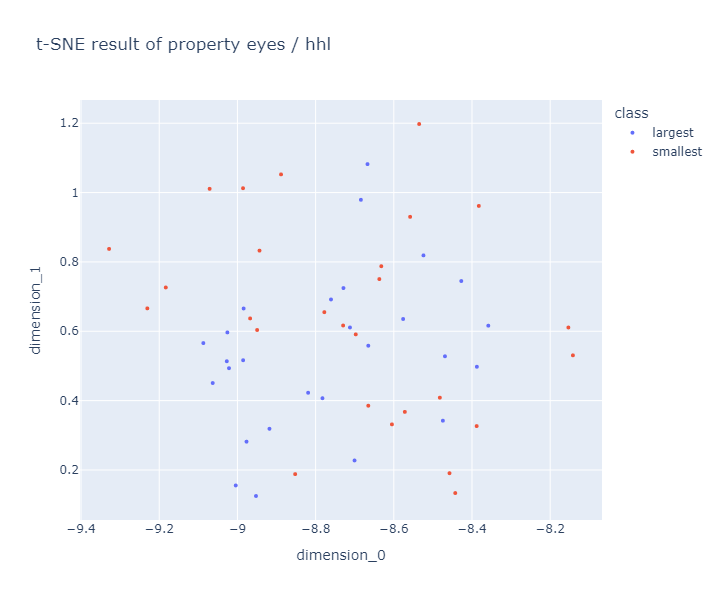 t-SNE result of property eyes / hhl
class
largest
smallest
1.2
1
0.8
0.6
0.4
0.2
dimension_1
−9.4
−9.2
−9
−8.8
−8.6
−8.4
−8.2
dimension_0